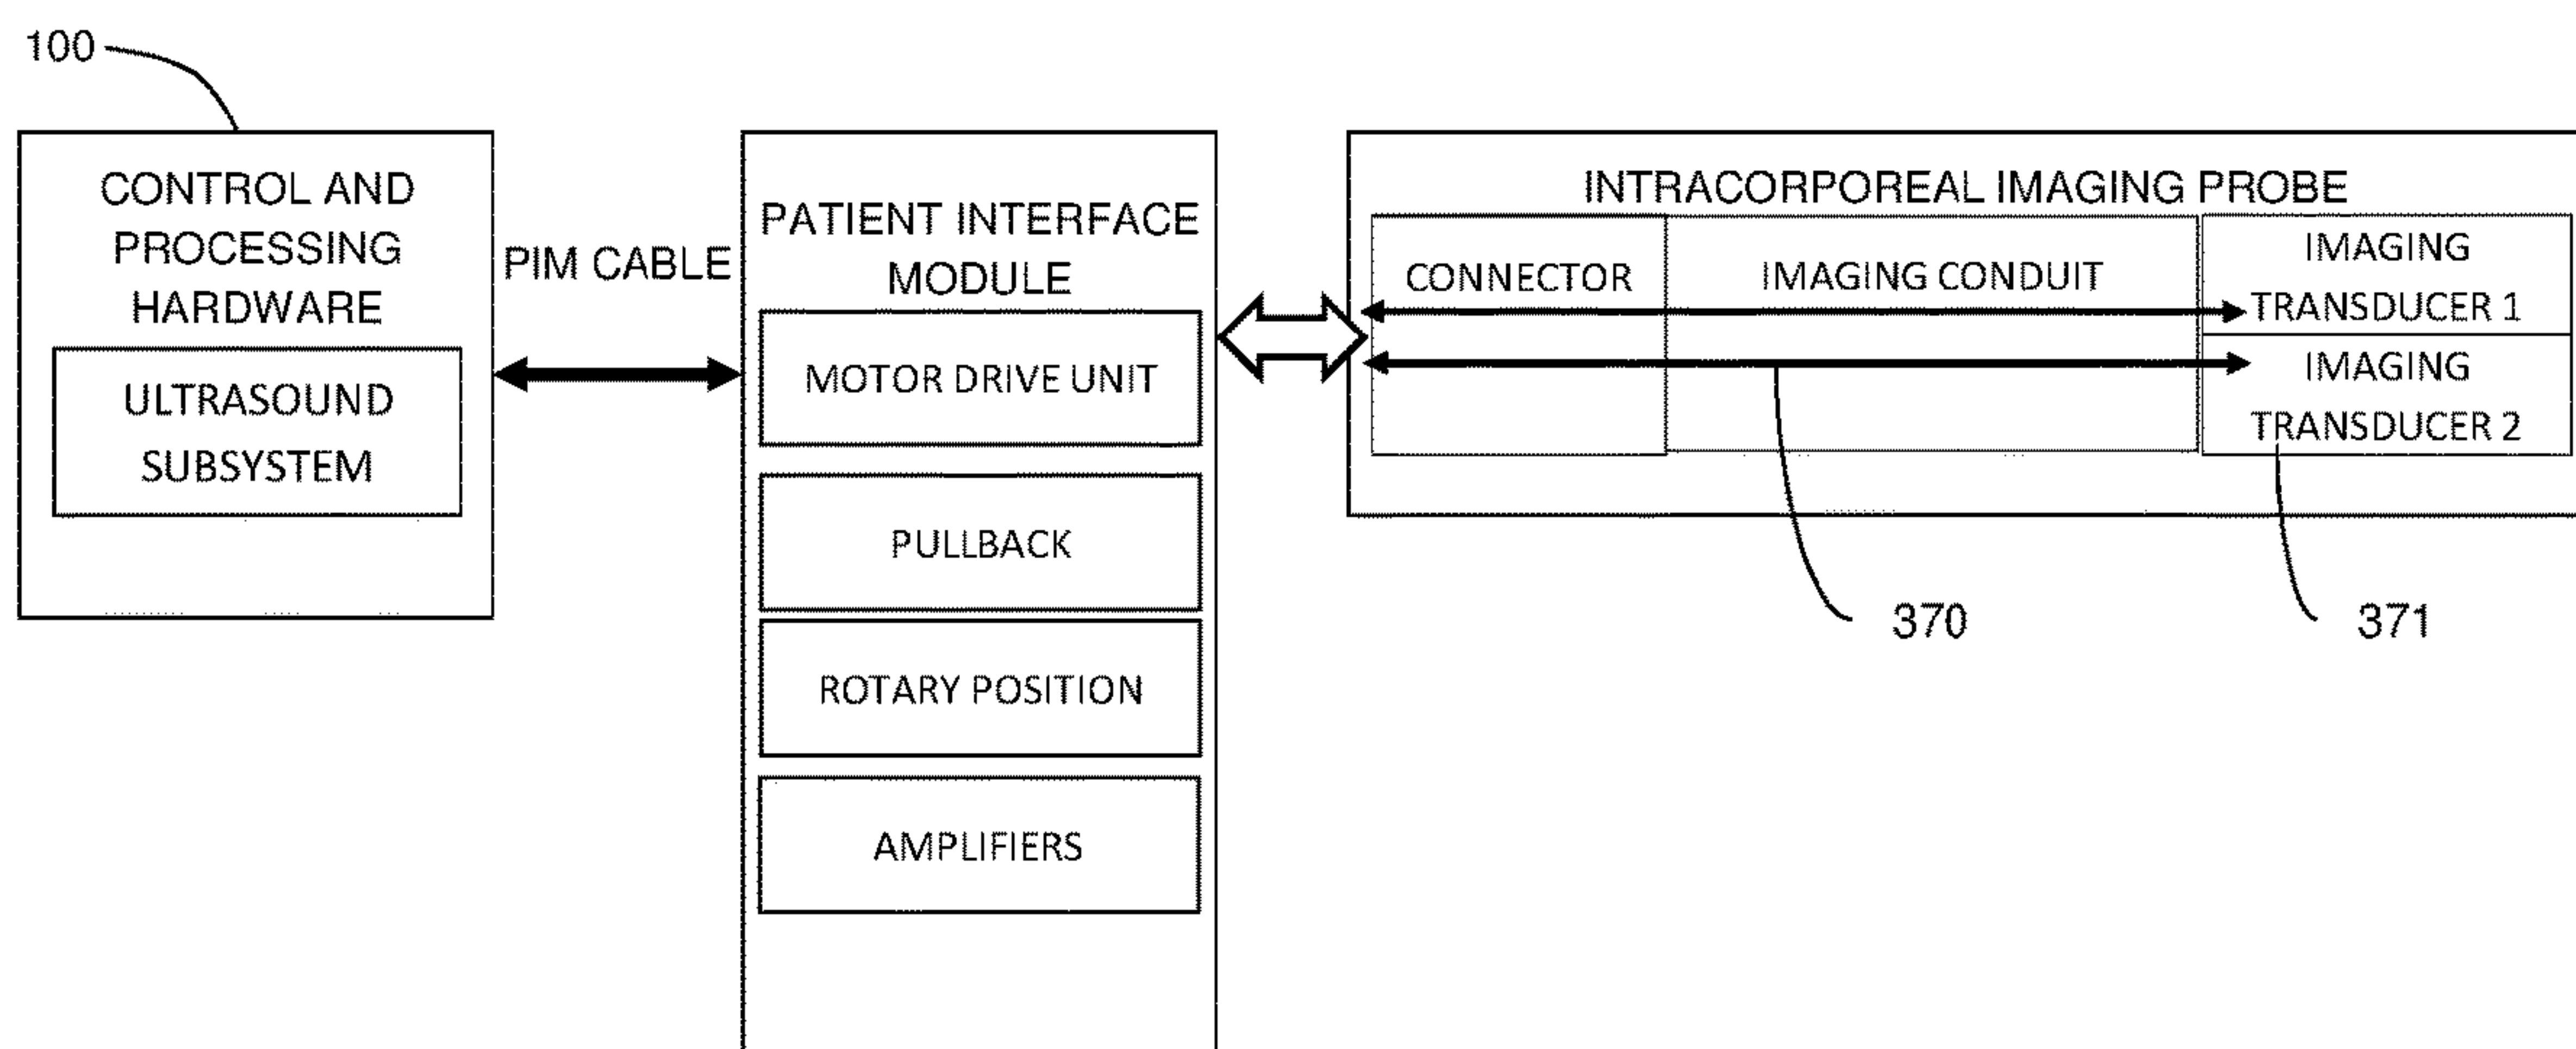 100
CONTROL AND
PROCESSING
HARDWARE
ULTRASOUND
SUBSYSTEM
PIM CABLE
PATIENT INTERFACE
MODULE
MOTOR DRIVE UNIT
PULLBACK
ROTARY POSITION
AMPLIFIERS
INTRACORPOREAL IMAGING PROBE
CONNECTOR
IMAGING CONDUIT
IMAGING
TRANSDUCER 1
IMAGING
TRANSDUCER 2
370
371